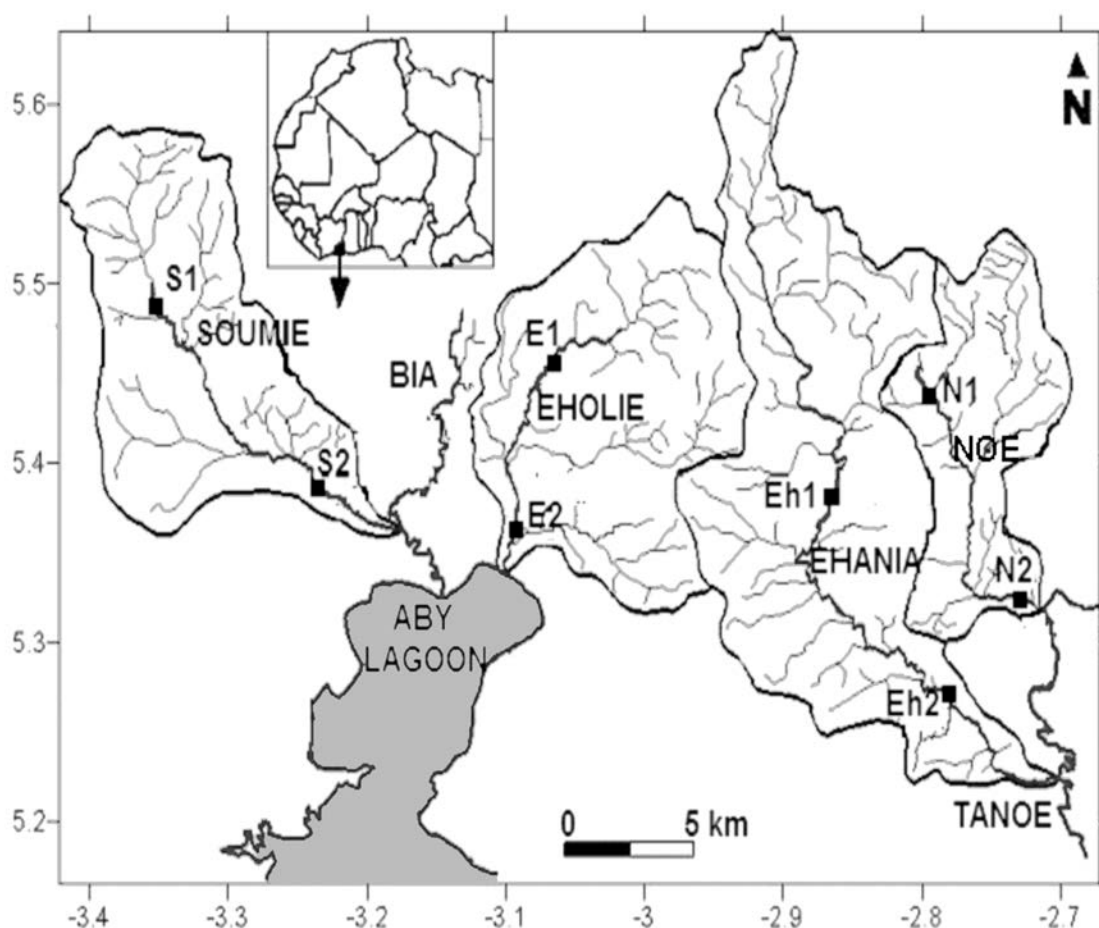 5.6
N
5.5
S1
SOUMIE
E1
BIA
EHOLIE
N1
NOE
5.4
S2
Eh1
E2
EHANIA
N2
5.3
ABY
LAGOON
Eh2
5.2
0 5 km
TANOE
-3.4 -3.3 -3.2 -3.1 -3 -2.9 -2.8 -2.7